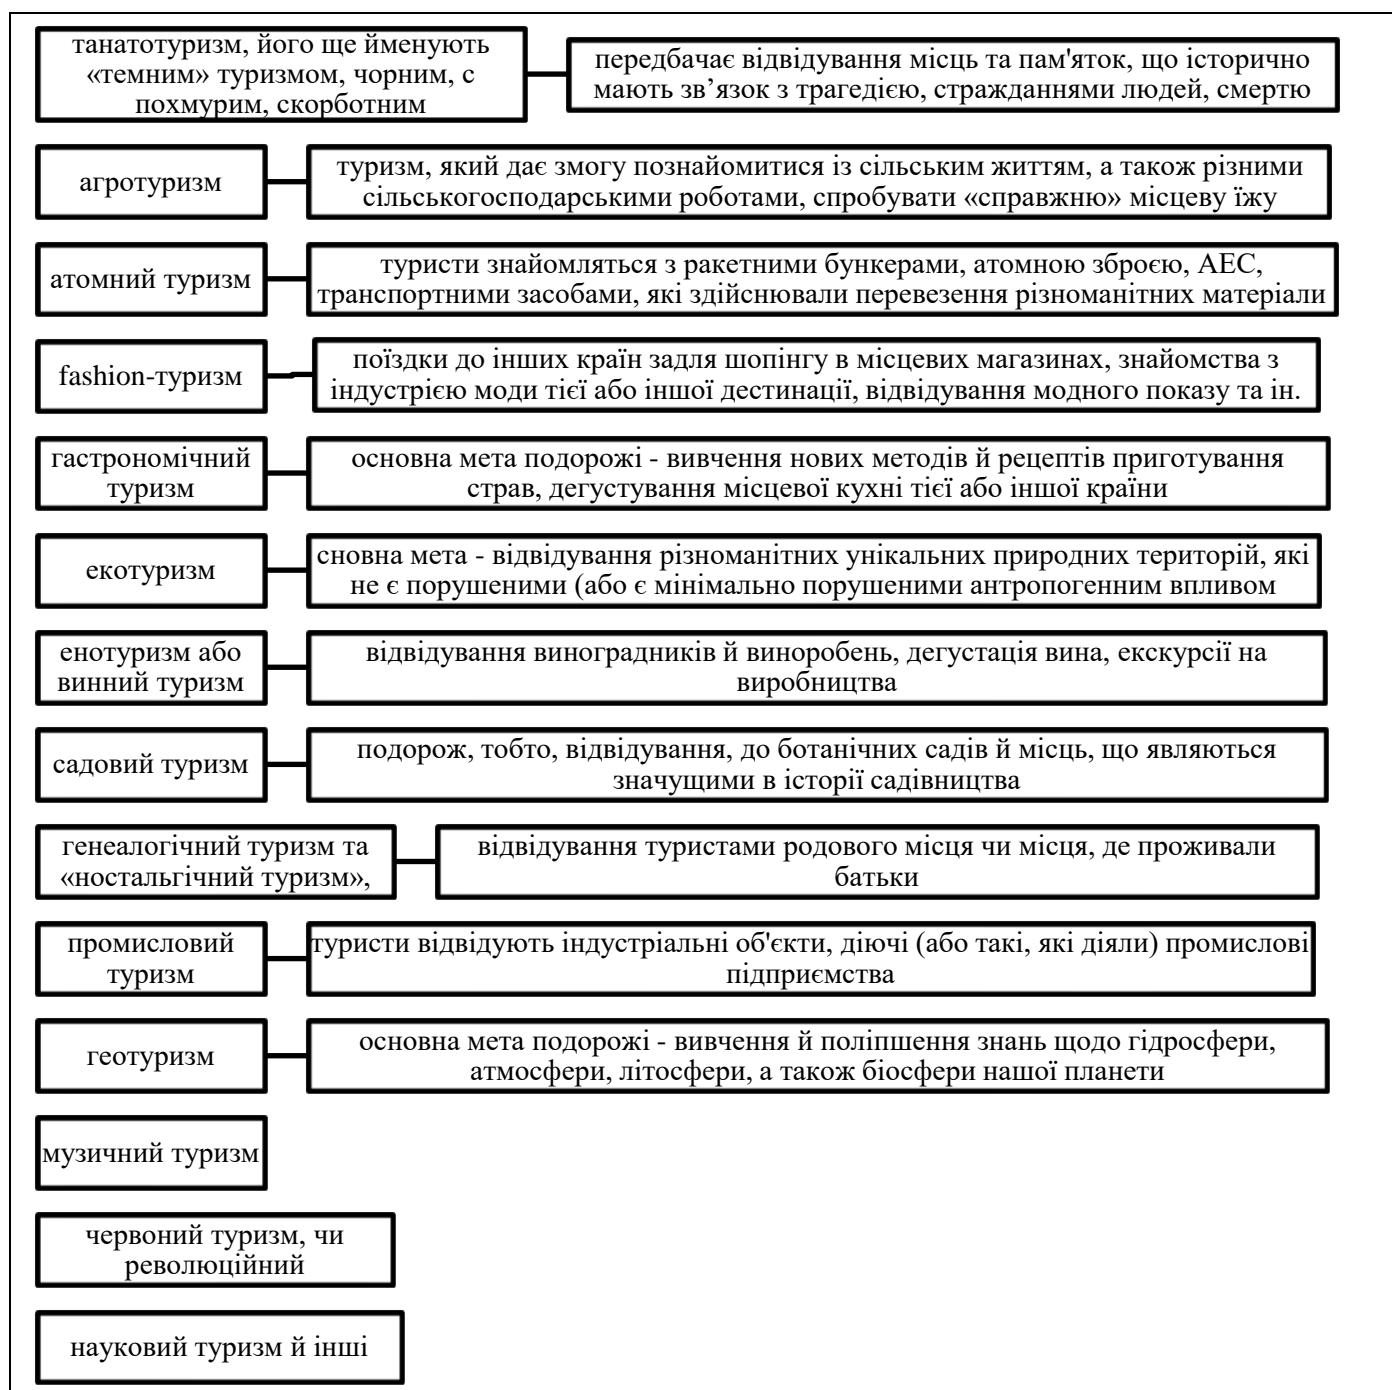 танатотуризм, його ще йменують
«темним» туризмом, чорним, с
похмурим, скорботним
передбачає відвідування місць та пам'яток, що історично
мають зв’язок з трагедією, стражданнями людей, смертю
агротуризм
туризм, який дає змогу познайомитися із сільським життям, а також різними
сільськогосподарськими роботами, спробувати «справжню» місцеву їжу
атомний туризм
туристи знайомляться з ракетними бункерами, атомною зброєю, АЕС,
транспортними засобами, які здійснювали перевезення різноманітних матеріали
fashion-туризм
поїздки до інших країн задля шопінгу в місцевих магазинах, знайомства з
індустрією моди тієї або іншої дестинації, відвідування модного показу та ін.
гастрономічний
туризм
основна мета подорожі - вивчення нових методів й рецептів приготування
страв, дегустування місцевої кухні тієї або іншої країни
екотуризм
сновна мета - відвідування різноманітних унікальних природних територій, які
не є порушеними (або є мінімально порушеними антропогенним впливом
енотуризм або
винний туризм
відвідування виноградників й виноробень, дегустація вина, екскурсії на
виробництва
садовий туризм
подорож, тобто, відвідування, до ботанічних садів й місць, що являються
значущими в історії садівництва
генеалогічний туризм та
«ностальгічний туризм»,
відвідування туристами родового місця чи місця, де проживали
батьки
промисловий
туризм
туристи відвідують індустріальні об'єкти, діючі (або такі, які діяли) промислові
підприємства
геотуризм
основна мета подорожі - вивчення й поліпшення знань щодо гідросфери,
атмосфери, літосфери, а також біосфери нашої планети
музичний туризм
червоний туризм, чи
революційний
науковий туризм й інші